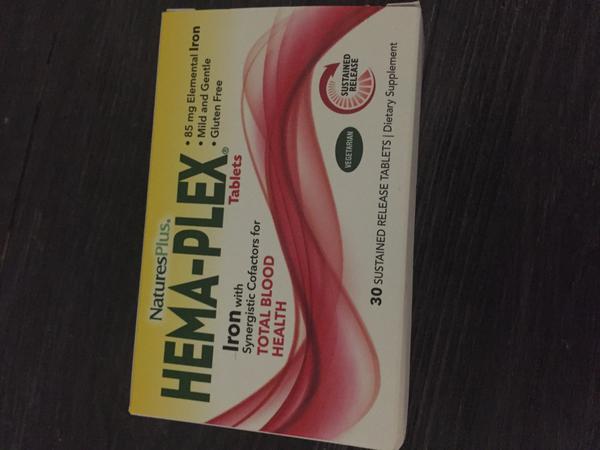 NaturesPlus®
HEMA-PLEX®
Tablets
• 85 mg Elemental Iron
• Mild and Gentle
• Gluten Free
Iron with
Synergistic Cofactors for
TOTAL BLOOD
HEALTH
SUSTAINED
RELEASE
VEGETARIAN
30 SUSTAINED RELEASE TABLETS | Dietary Supplement